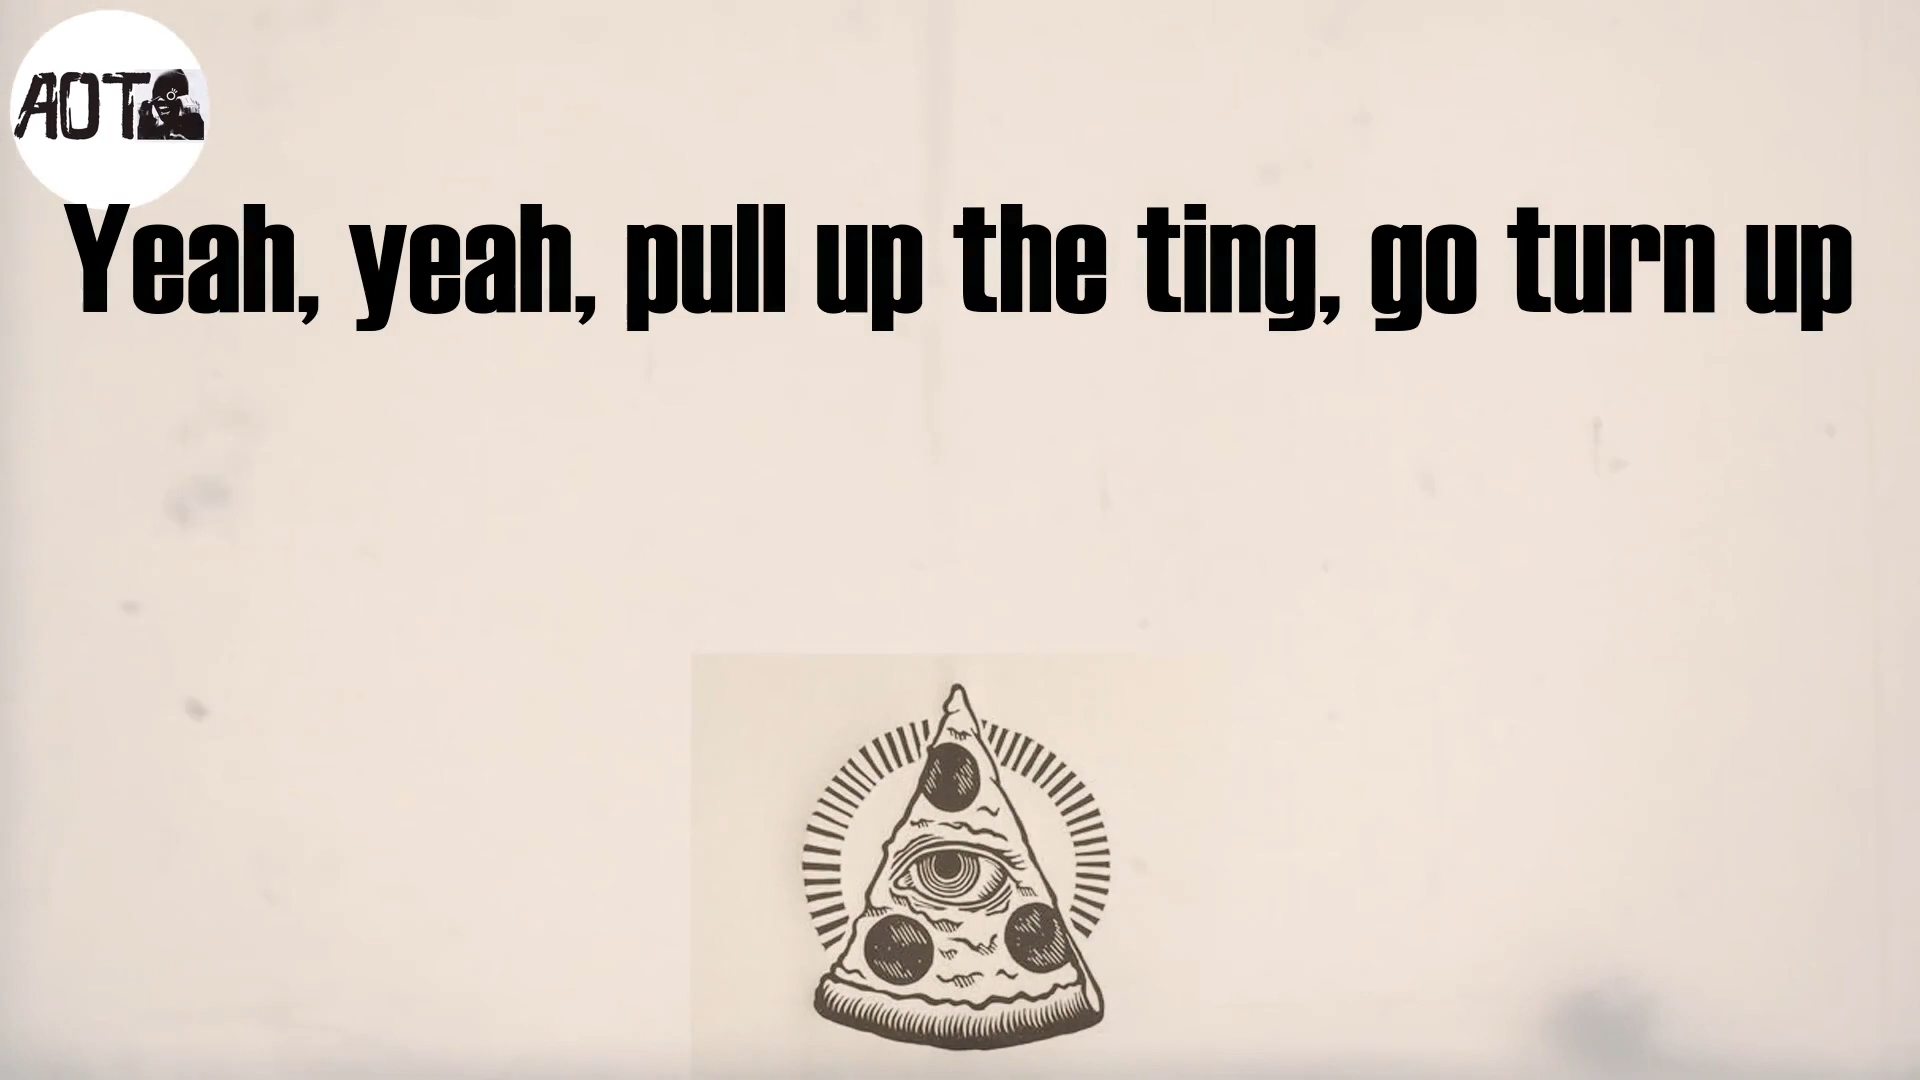 AOT
Yeah, yeah, pull up the ting, go turn up